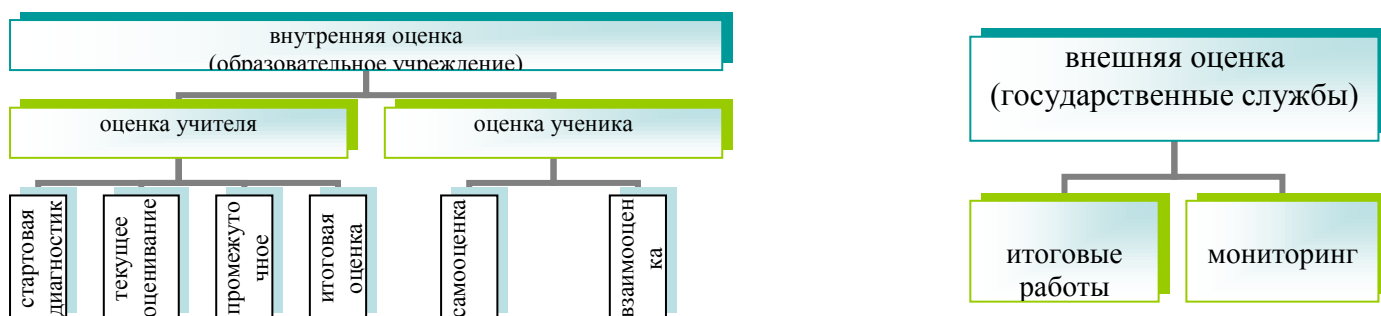 внутренняя оценка
(образовательное учреждение)
оценка учителя
оценка ученика
стартовая
диагностик
текущее
оценивание
промежуто
чное
итоговая
оценка
самооценка
взаимооцен
ка
внешняя оценка
(государственные службы)
итоговые
работы
мониторинг